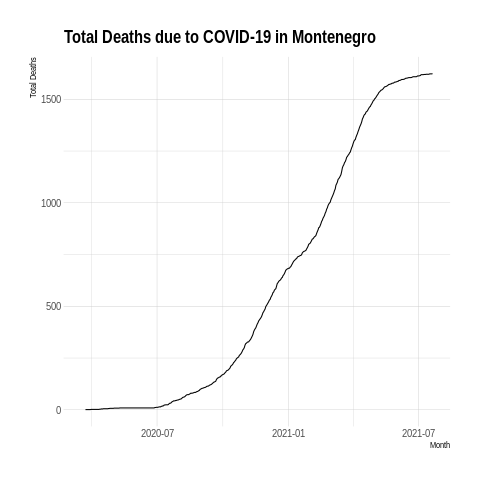 Total Deaths due to COVID-19 in Montenegro
Total Deaths
1500
1000
500
0
2020-07
2021-01
2021-07
Month